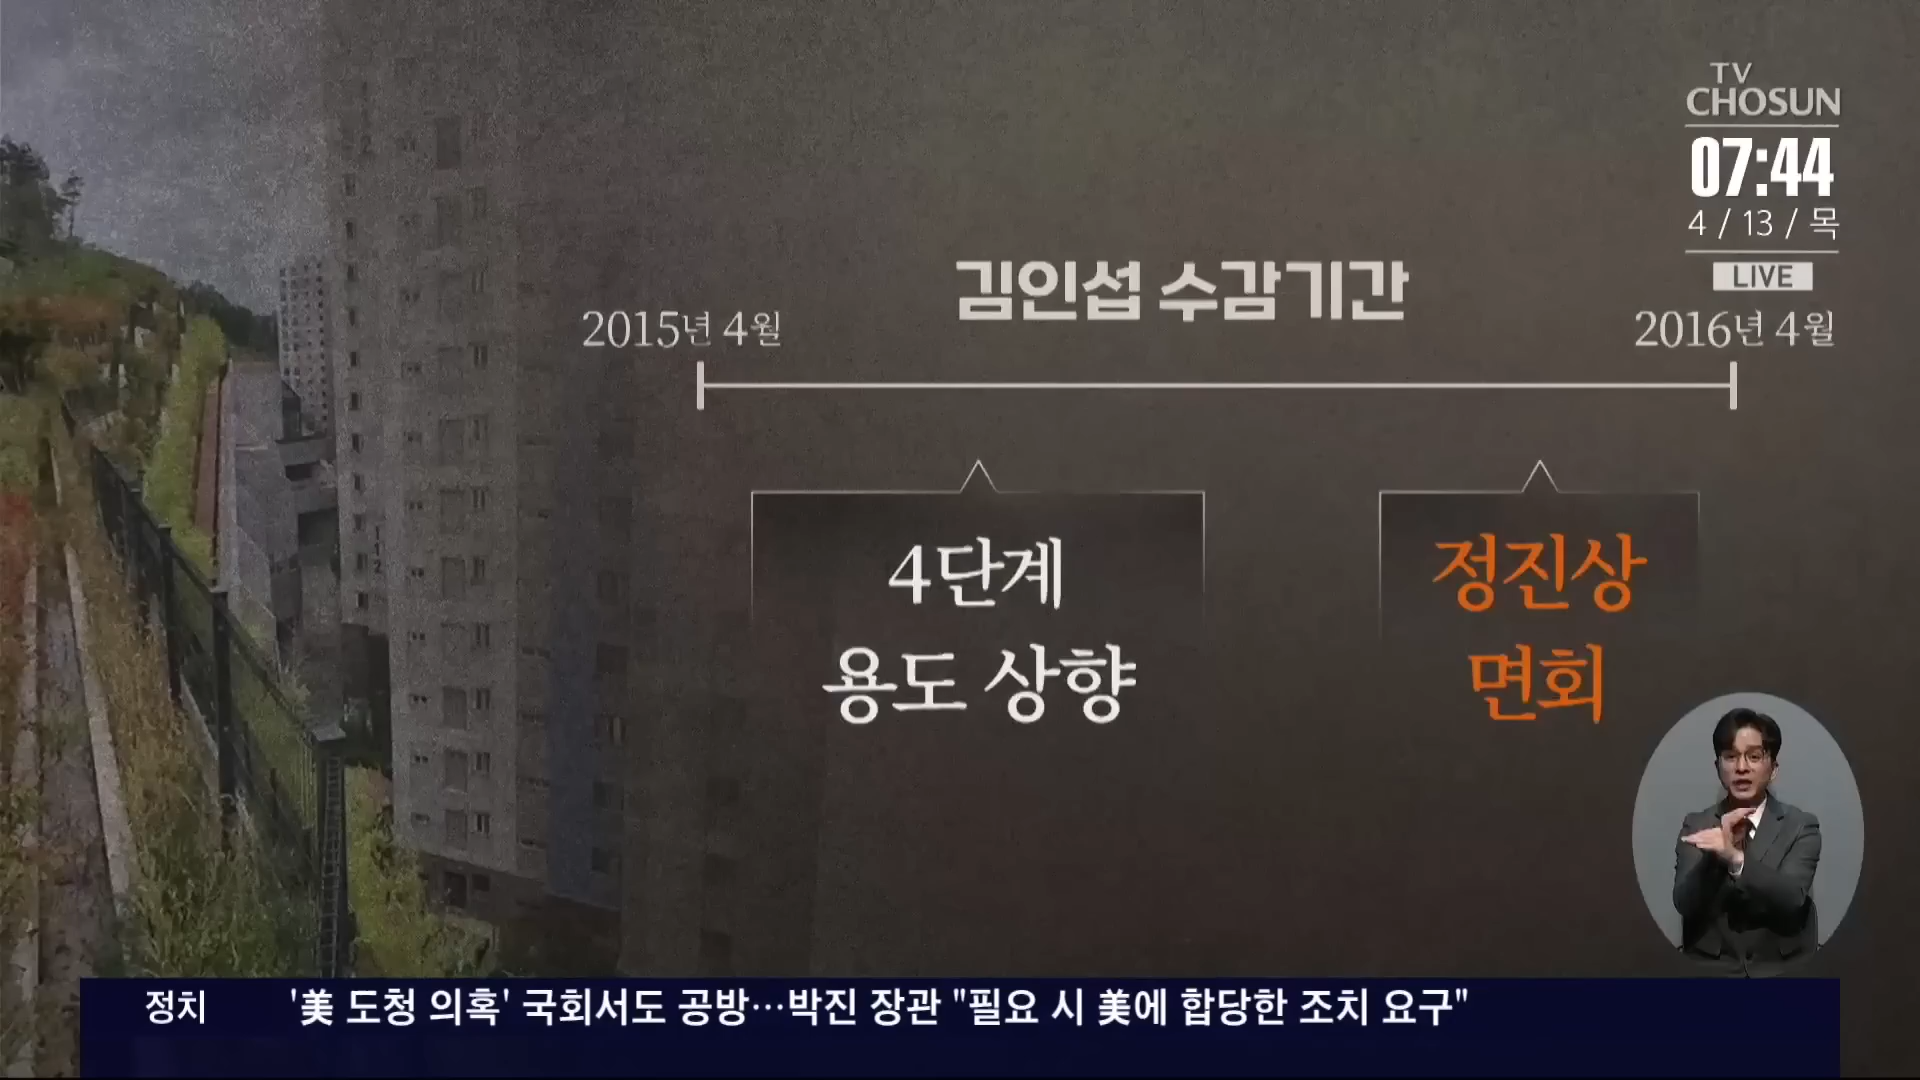 TV
CHOSUN
07:44
4 / 13 / 목
LIVE
김인섭 수감기간
2015년 4월
2016년 4월
4단계
용도 상향
정진상
면회
정치 '美 도청 의혹' 국회서도 공방…박진 장관 "필요 시 美에 합당한 조치 요구"
112